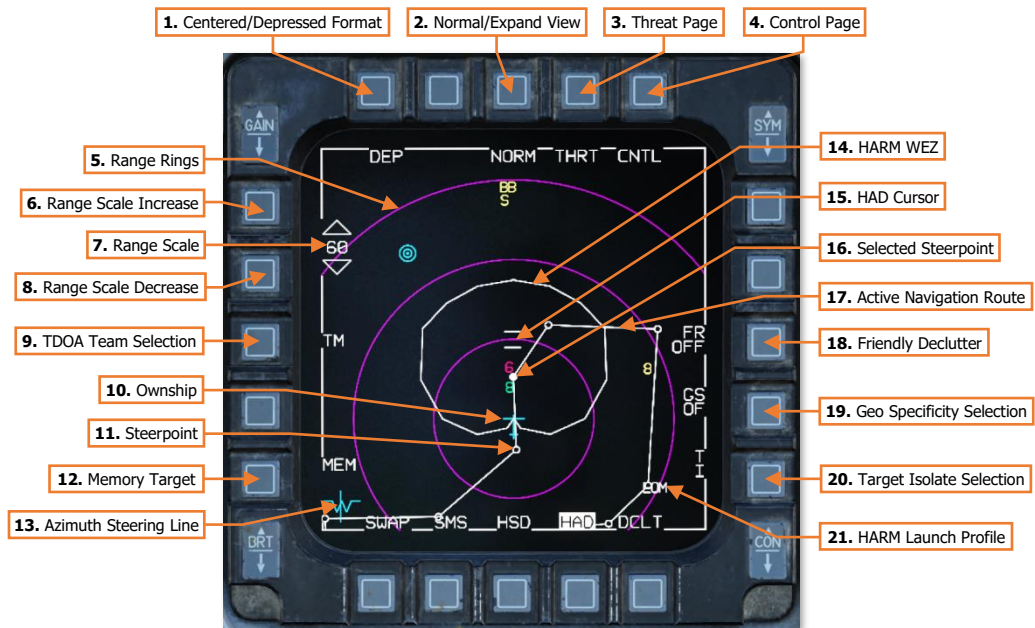 1. Centered/Depressed Format
2. Normal/Expand View
3. Threat Page
4. Control Page
GAIN
SYM
DEP
NORM
THRT
CNTL
5. Range Rings
BB
S
14. HARM WEZ
6. Range Scale Increase
15. HAD Cursor
7. Range Scale
60
16. Selected Steerpoint
8. Range Scale Decrease
17. Active Navigation Route
9. TDOA Team Selection
TM
FR
OFF
18. Friendly Declutter
6
8
8
10. Ownship
GS
OF
19. Geo Specificity Selection
11. Steerpoint
12. Memory Target
MEM
T
I
20. Target Isolate Selection
EOM
13. Azimuth Steering Line
SWAP
SMS
HSD
HAD
DCLT
21. HARM Launch Profile
BRT
CON